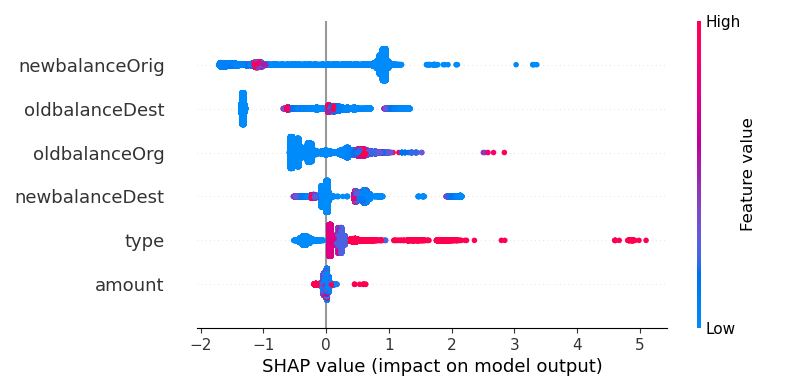 High
newbalanceOrig
oldbalanceDest
oldbalanceOrg
newbalanceDest
type
amount
Feature value
Low
−2 −1 0 1 2 3 4 5
SHAP value (impact on model output)